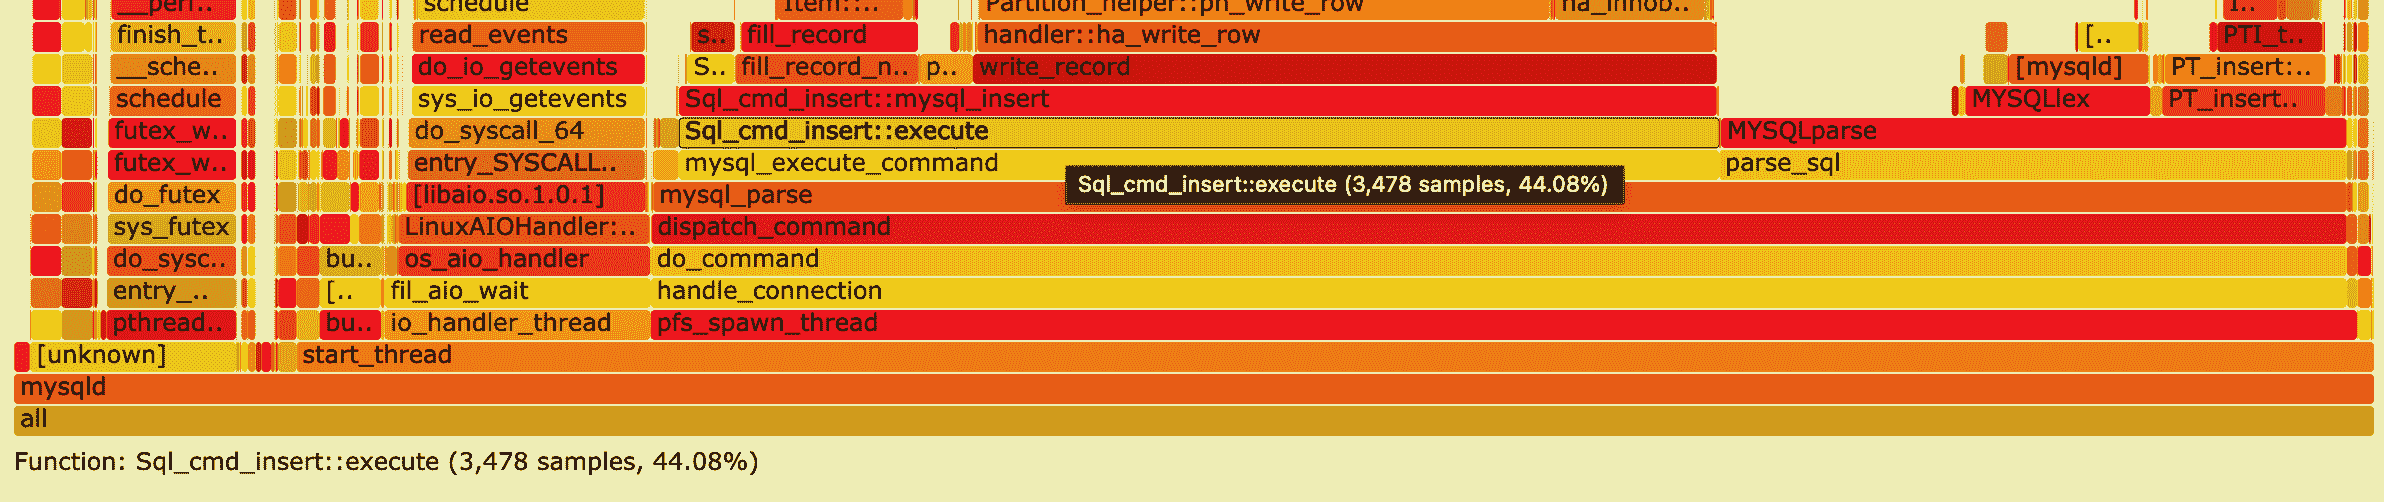 __perf.. schedule Item::.. Partition_helper::ph_write_row ha_innob.. I..
finish_t.. read_events s.. fill_record handler::ha_write_row [.. PTI_t..
__sche.. do_io_getevents S.. fill_record_n.. p.. write_record [mysqld] PT_insert:..
schedule sys_io_getevents Sql_cmd_insert::mysql_insert MYSQLlex PT_insert..
futex_w.. do_syscall_64 Sql_cmd_insert::execute MYSQLparse
futex_w.. entry_SYSCALL.. mysql_execute_command parse_sql
Sql_cmd_insert::execute (3,478 samples, 44.08%)
do_futex [libaio.so.1.0.1] mysql_parse
sys_futex LinuxAIOHandler:.. dispatch_command
do_sysc.. bu.. os_aio_handler do_command
entry_.. [.. fil_aio_wait handle_connection
pthread.. bu.. io_handler_thread pfs_spawn_thread
[unknown] start_thread
mysqld
all
Function: Sql_cmd_insert::execute (3,478 samples, 44.08%)